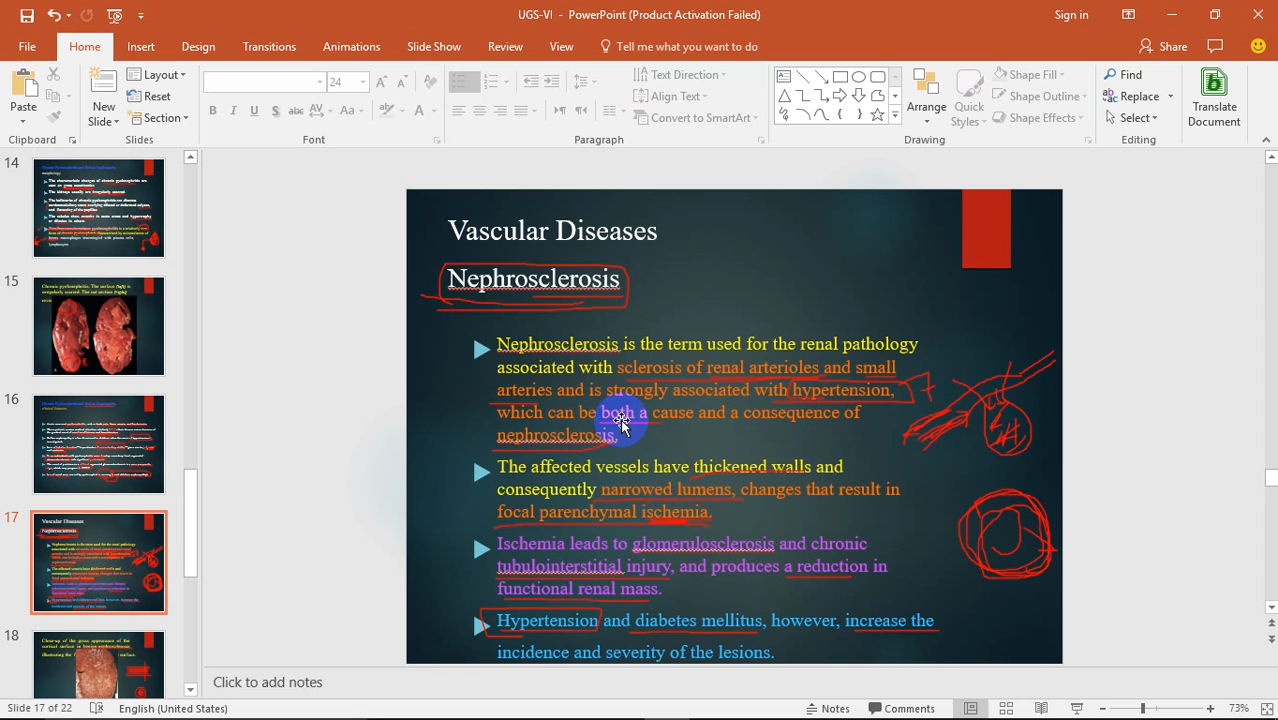 UGS-VI - PowerPoint (Product Activation Failed)
Sign in
File Home Insert Design Transitions Animations Slide Show Review View Tell me what you want to do Share
Paste
New Slide
Layout
Reset
Section
24
B I U S abc AV Aa A
Text Direction
Align Text
Convert to SmartArt
Arrange
Quick Styles
Shape Fill
Shape Outline
Shape Effects
Find
Replace
Select
Translate Document
Clipboard Slides Font Paragraph Drawing Editing
14
15
16
17
18
Vascular Diseases
Nephrosclerosis
Nephrosclerosis is the term used for the renal pathology
associated with sclerosis of renal arterioles and small
arteries and is strongly associated with hypertension,
which can be both a cause and a consequence of
nephrosclerosis.
The affected vessels have thickened walls and
consequently narrowed lumens, changes that result in
focal parenchymal ischemia.
Ischemia leads to glomerulosclerosis and chronic
tubulointerstitial injury, and produces a reduction in
functional renal mass.
Hypertension and diabetes mellitus, however, increase the
incidence and severity of the lesions.
Click to add notes
Slide 17 of 22 English (United States) Notes Comments 73%